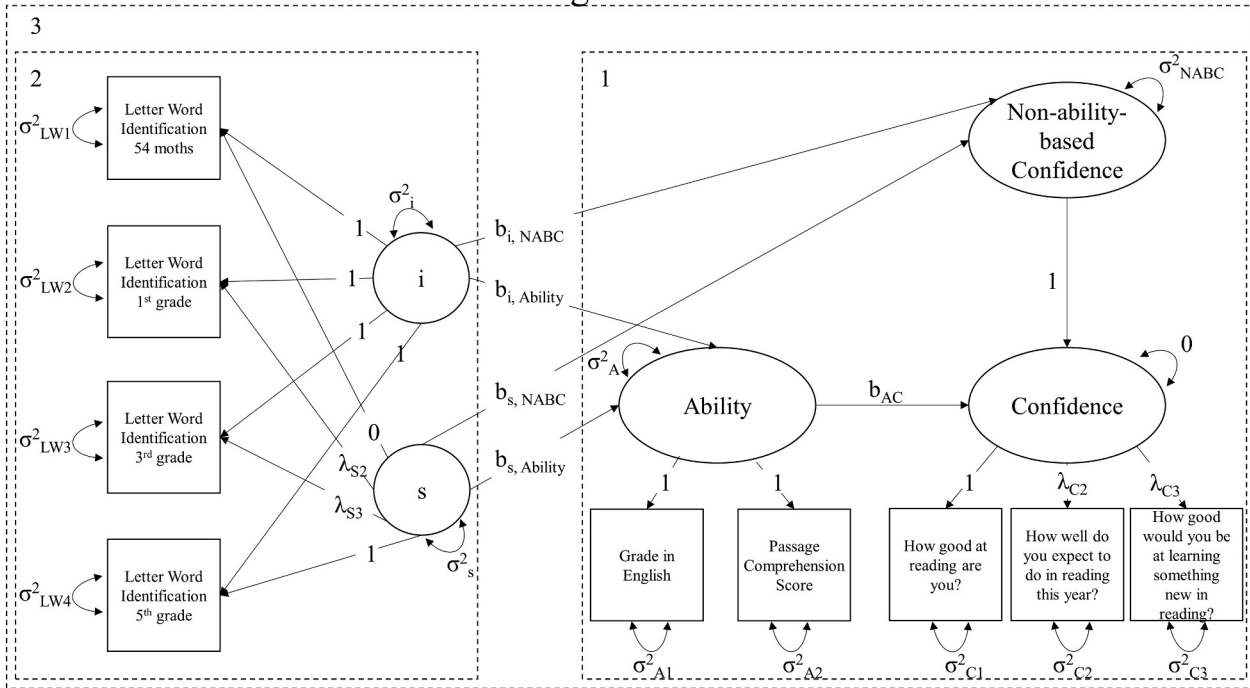 3
2
1
σ²LW1
Letter Word
Identification
54 moths
σ²LW2
Letter Word
Identification
1st grade
σ²LW3
Letter Word
Identification
3rd grade
σ²LW4
Letter Word
Identification
5th grade
1
1
1
1
0
λS2
λS3
1
σ²i
i
s
σ²s
bi, NABC
bi, Ability
bs, NABC
bs, Ability
σ²NABC
Non-ability-
based
Confidence
1
σ²A
Ability
bAC
0
Confidence
1
1
1
λC2
λC3
Grade in
English
Passage
Comprehension
Score
How good at
reading are
you?
How well do
you expect to
do in reading
this year?
How good
would you be
at learning
something
new in
reading?
σ²A1
σ²A2
σ²C1
σ²C2
σ²C3